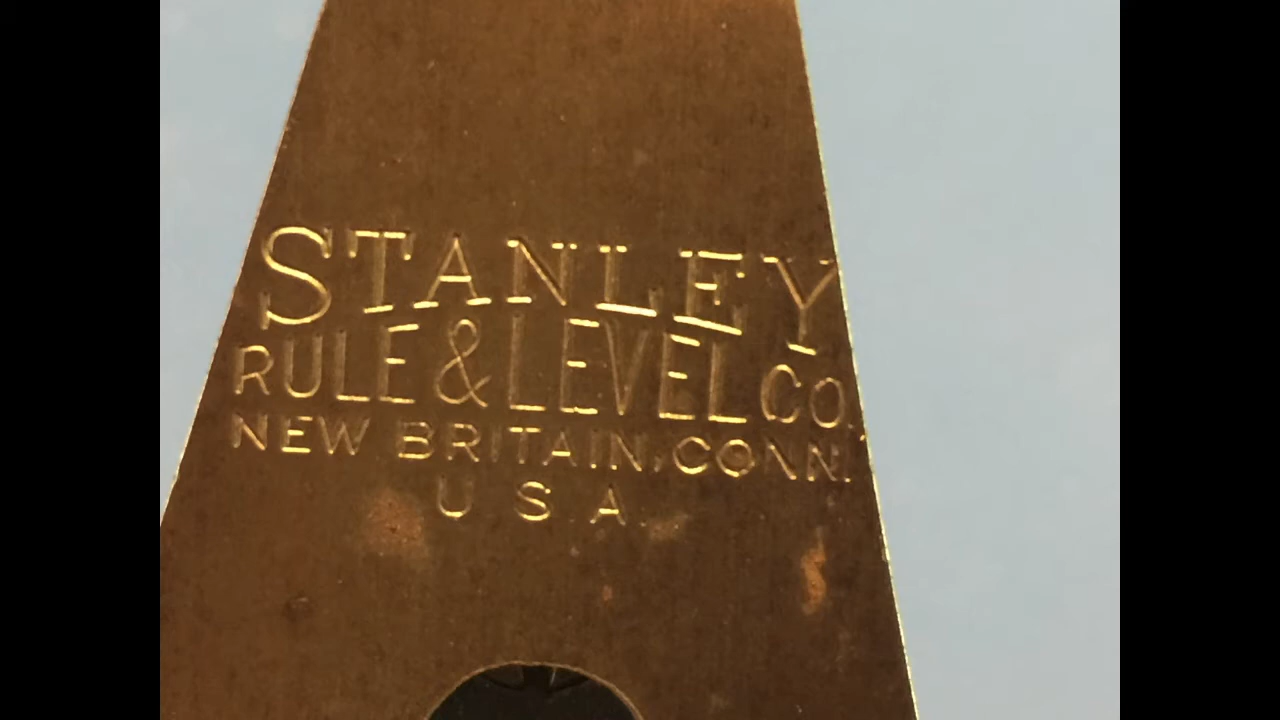 STANLEY
RULE & LEVEL CO.
NEW BRITAIN, CONN.
U S A.